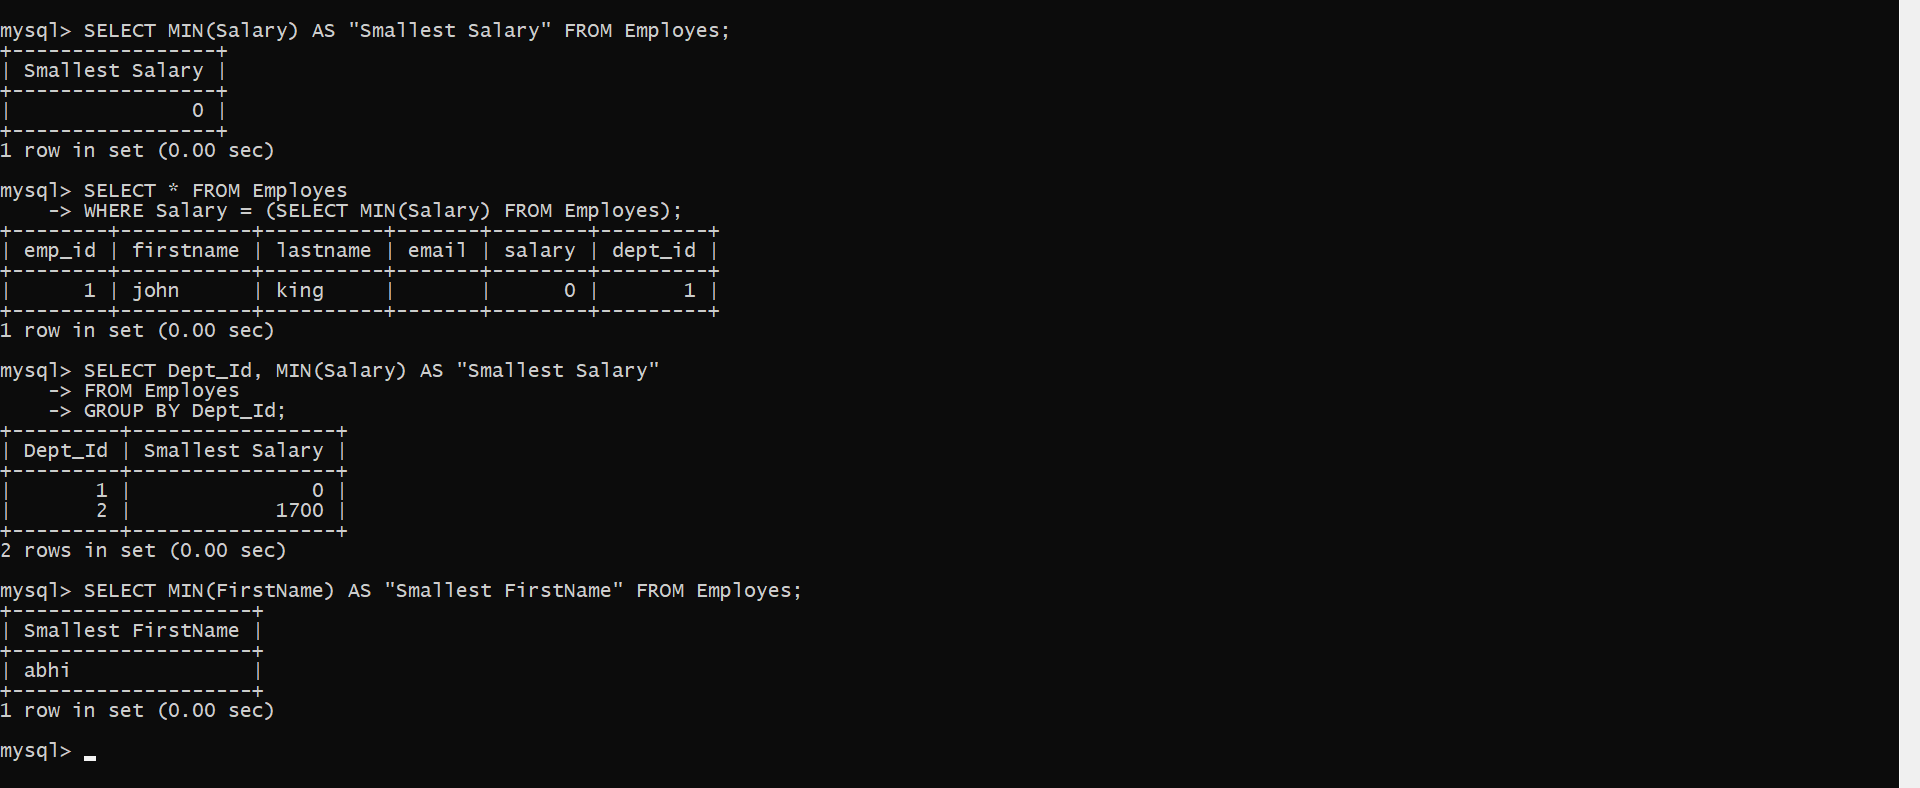 mysql> SELECT MIN(Salary) AS "Smallest Salary" FROM Employes;
+-----------------+
| Smallest Salary |
+-----------------+
|               0 |
+-----------------+
1 row in set (0.00 sec)

mysql> SELECT * FROM Employes
    -> WHERE Salary = (SELECT MIN(Salary) FROM Employes);
+--------+-----------+----------+-------+--------+---------+
| emp_id | firstname | lastname | email | salary | dept_id |
+--------+-----------+----------+-------+--------+---------+
|      1 | john      | king     |       |      0 |       1 |
+--------+-----------+----------+-------+--------+---------+
1 row in set (0.00 sec)

mysql> SELECT Dept_Id, MIN(Salary) AS "Smallest Salary"
    -> FROM Employes
    -> GROUP BY Dept_Id;
+---------+-----------------+
| Dept_Id | Smallest Salary |
+---------+-----------------+
|       1 |               0 |
|       2 |            1700 |
+---------+-----------------+
2 rows in set (0.00 sec)

mysql> SELECT MIN(FirstName) AS "Smallest FirstName" FROM Employes;
+--------------------+
| Smallest FirstName |
+--------------------+
| abhi               |
+--------------------+
1 row in set (0.00 sec)

mysql>